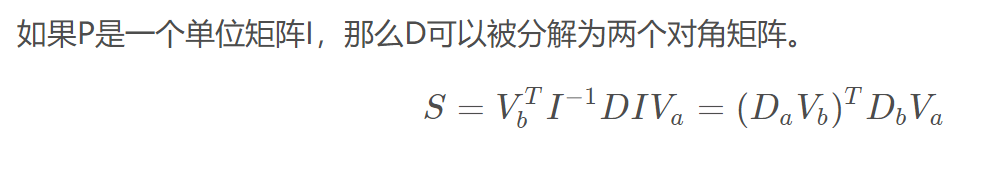 如果P是一个单位矩阵I，那么D可以被分解为两个对角矩阵。
$S = V_b^T I^{-1} D I V_a = (D_a V_b)^T D_b V_a$